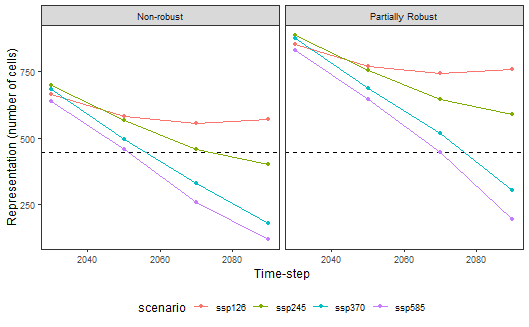 Non-robust Partially Robust
Representation (number of cells)
750
500
250
2040 2060 2080 2040 2060 2080
Time-step
scenario ssp126 ssp245 ssp370 ssp585